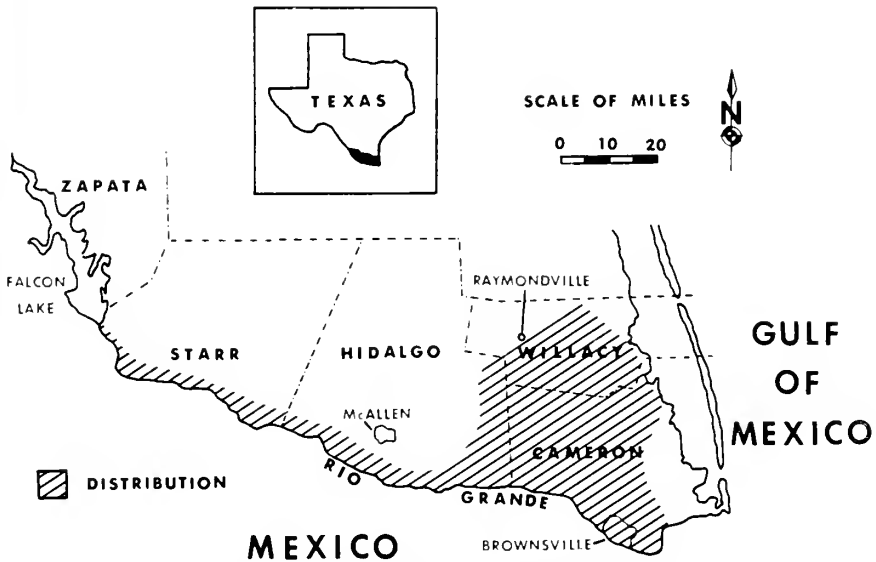 TEXAS
SCALE OF MILES
N
0 10 20
ZAPATA
FALCON
LAKE
RAYMONDVILLE
STARR
HIDALGO
WILLACY
GULF
OF
MEXICO
McALLEN
CAMERON
DISTRIBUTION
RIO
GRANDE
MEXICO
BROWNSVILLE